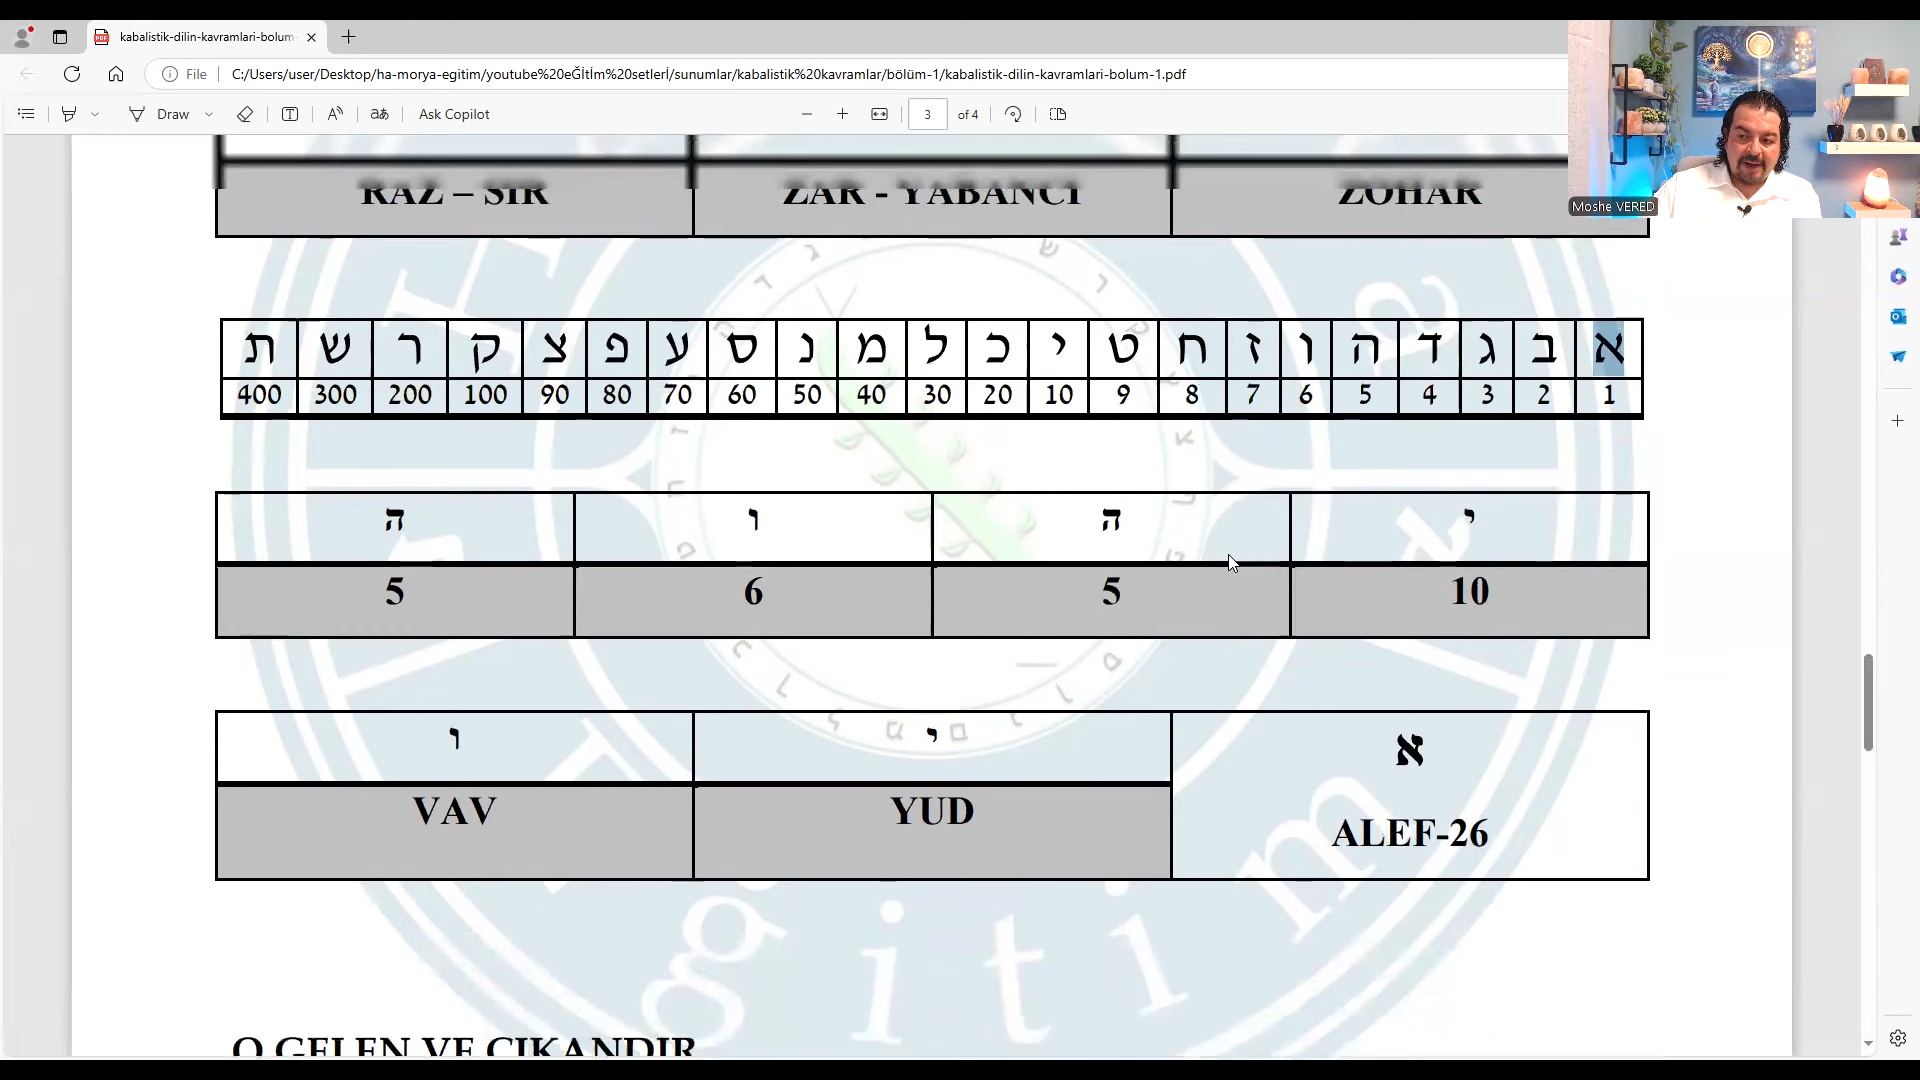 kabalistik-dilin-kavramlari-bolum-
File
C:/Users/user/Desktop/ha-morya-egitim/youtube%20eĞİtİm%20setlerİ/sunumlar/kabalistik%20kavramlar/bölüm-1/kabalistik-dilin-kavramlari-bolum-1.pdf
Draw
aあ
Ask Copilot
3 of 4
Moshe VERED
RAZ – SIR ZAR - YABANCI ZOHAR
א ב ג ד ה ו ז ח ט י כ ל מ נ ס ע פ צ ק ר ש ת
400 300 200 100 90 80 70 60 50 40 30 20 10 9 8 7 6 5 4 3 2 1
י ה ו ה
5 6 5 10
א י ו
VAV YUD ALEF-26
O GELEN VE ÇIKANDIR